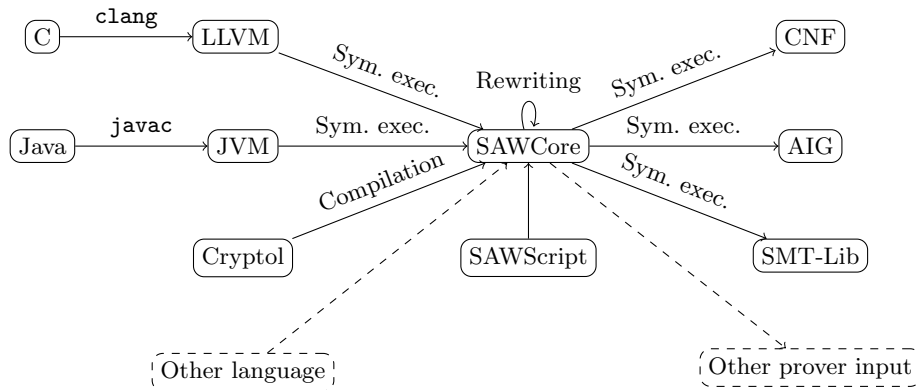 clang
C
LLVM
CNF
Sym. exec.
Sym. exec.
Rewriting
javac
Sym. exec.
Sym. exec.
Java
JVM
SAWCore
AIG
Compilation
Sym. exec.
Cryptol
SAWScript
SMT-Lib
Other language
Other prover input